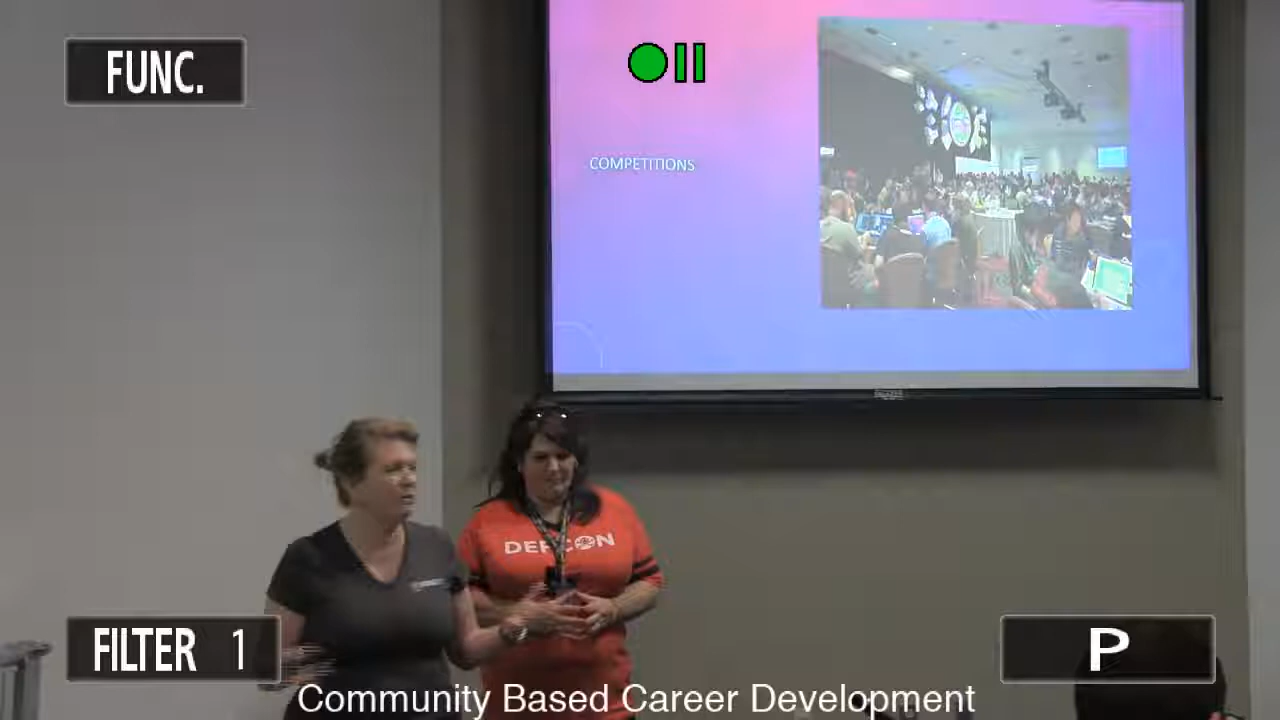 FUNC.
COMPETITIONS
DEFCON
FILTER 1
P
Community Based Career Development